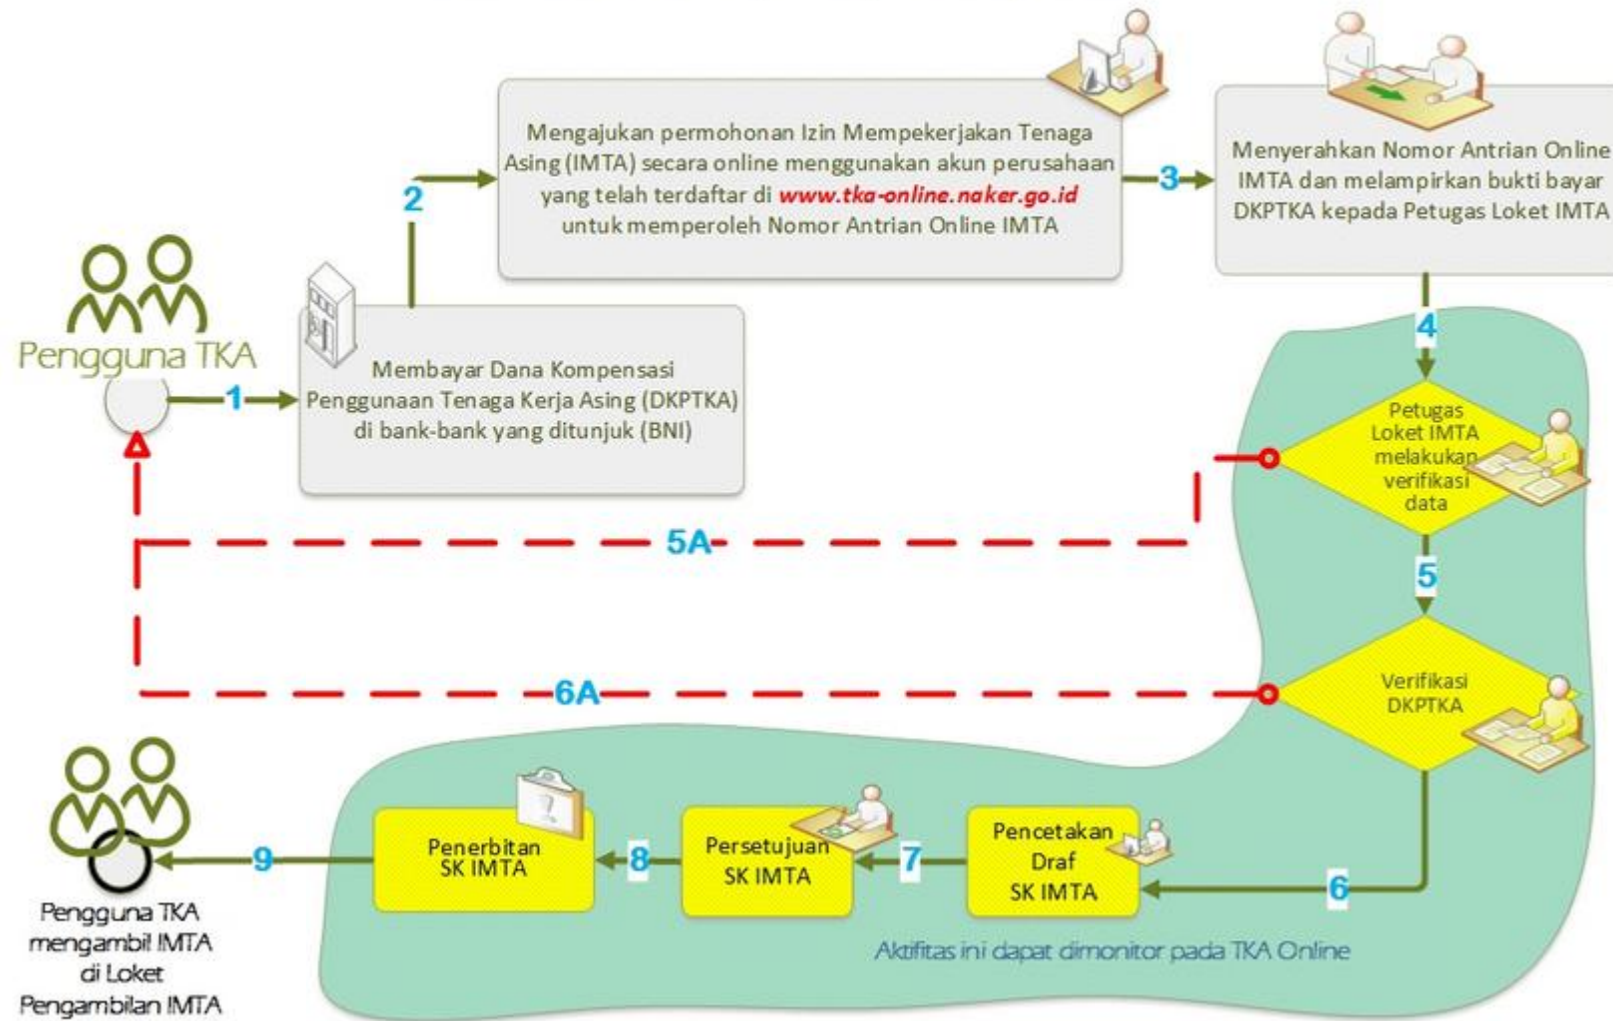 Mengajukan permohonan Izin Mempekerjakan Tenaga
Asing (IMTA) secara online menggunakan akun perusahaan
yang telah terdaftar di www.tka-online.naker.go.id
untuk memperoleh Nomor Antrian Online IMTA
3
Menyerahkan Nomor Antrian Online
IMTA dan melampirkan bukti bayar
DKPTKA kepada Petugas Loket IMTA
2
Pengguna TKA
1
Membayar Dana Kompensasi
Penggunaan Tenaga Kerja Asing (DKPTKA)
di bank-bank yang ditunjuk (BNI)
4
Petugas
Loket IMTA
melakukan
verifikasi
data
5A
5
Verifikasi
DKPTKA
6A
6
Pencetakan
Draf
SK IMTA
7
Persetujuan
SK IMTA
8
Penerbitan
SK IMTA
9
Pengguna TKA
mengambil IMTA
di Loket
Pengambilan IMTA
Aktifitas ini dapat dimonitor pada TKA Online